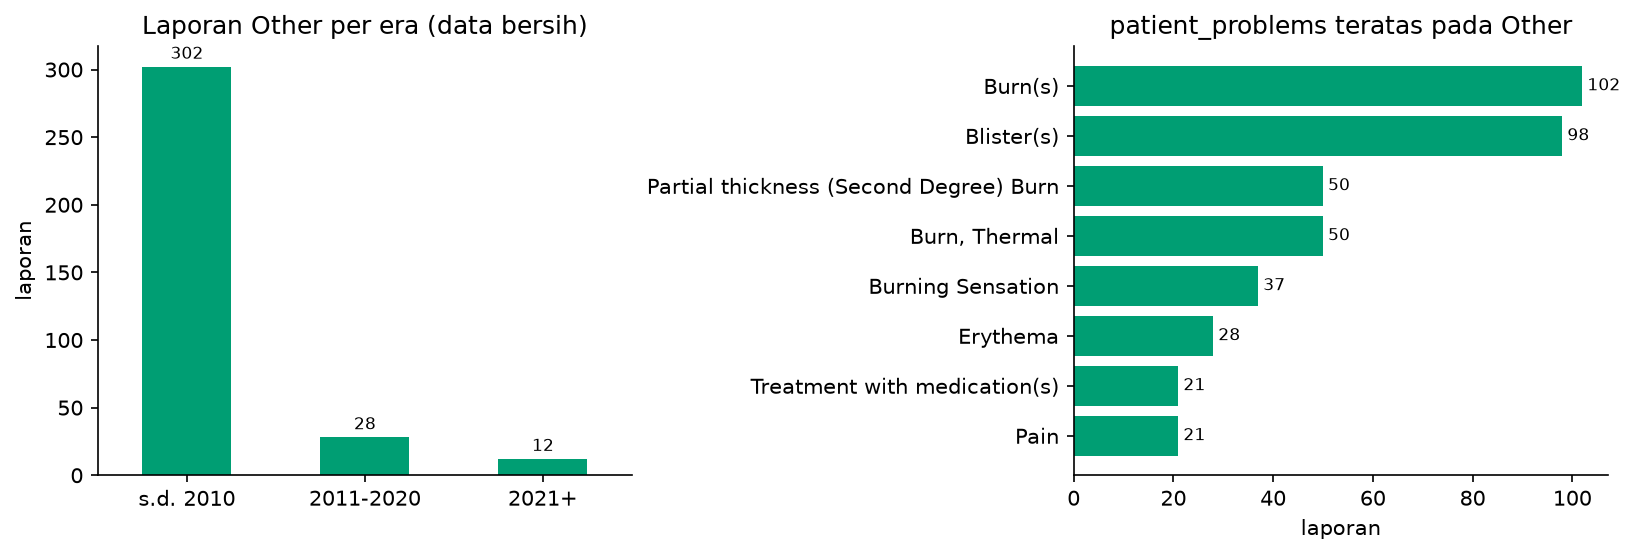 Laporan Other per era (data bersih)
laporan
300
250
200
150
100
50
0
302
28
12
s.d. 2010
2011-2020
2021+
patient_problems teratas pada Other
Burn(s)
102
Blister(s)
98
Partial thickness (Second Degree) Burn
50
Burn, Thermal
50
Burning Sensation
37
Erythema
28
Treatment with medication(s)
21
Pain
21
0
20
40
60
80
100
laporan